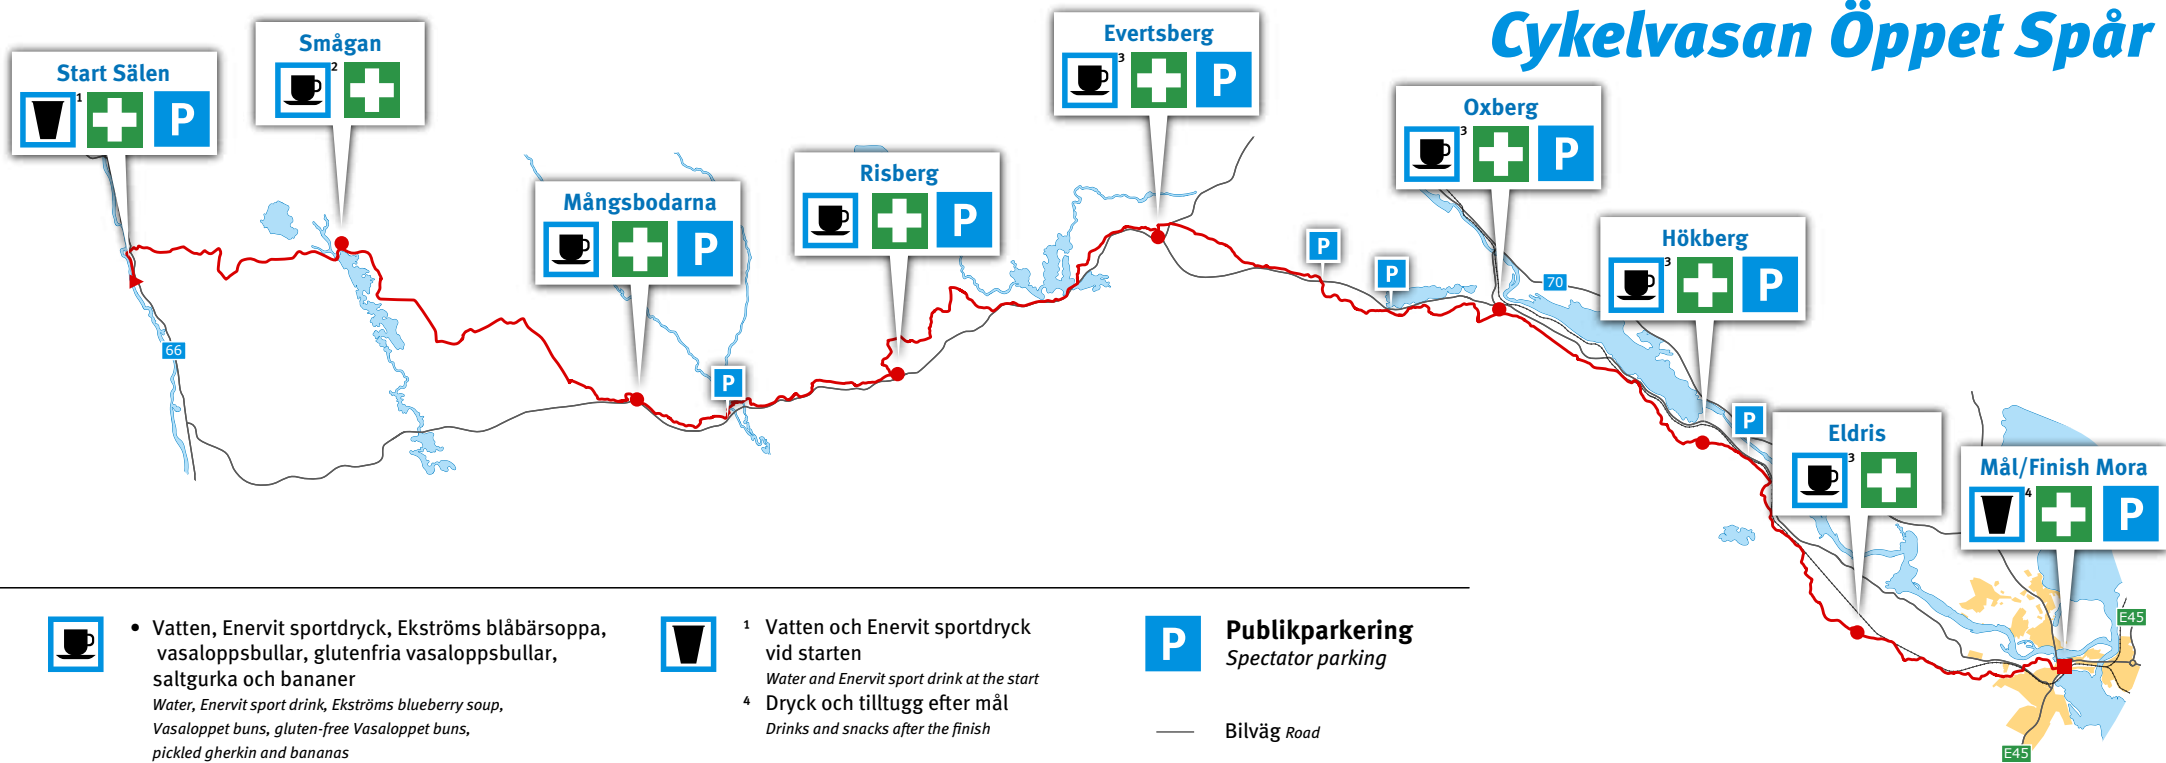 Cykelvasan Öppet Spår
Start Sälen
1
P
Smågan
2
Mångsbodarna
P
Risberg
P
Evertsberg
3
P
Oxberg
3
P
Hökberg
3
P
Eldris
3
Mål/Finish Mora
4
P
P
P
P
P
66
70
E45
E45
• Vatten, Enervit sportdryck, Ekströms blåbärsoppa,
vasaloppsbullar, glutenfria vasaloppsbullar,
saltgurka och bananer
Water, Enervit sport drink, Ekströms blueberry soup,
Vasaloppet buns, gluten-free Vasaloppet buns,
pickled gherkin and bananas
1 Vatten och Enervit sportdryck
vid starten
Water and Enervit sport drink at the start
4 Dryck och tilltugg efter mål
Drinks and snacks after the finish
P
Publikparkering
Spectator parking
Bilväg Road